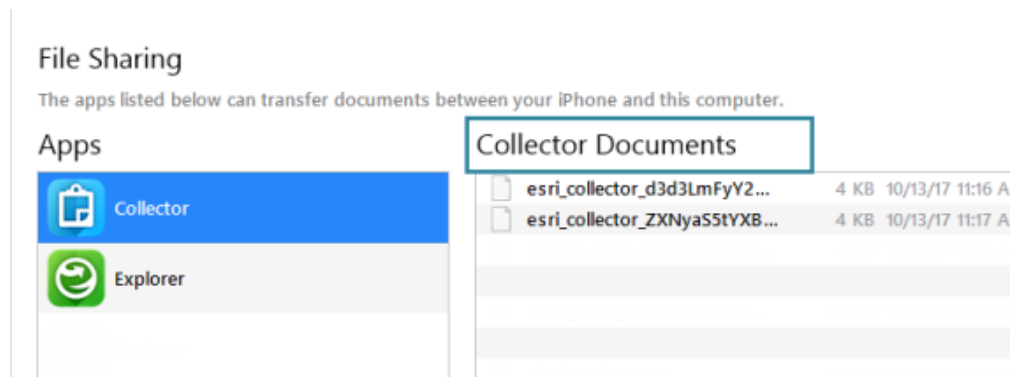 File Sharing
The apps listed below can transfer documents between your iPhone and this computer.
Apps
Collector Documents
Collector
Explorer
esri_collector_d3d3LmFyY2... 4 KB 10/13/17 11:16 A
esri_collector_ZXNyaS5tYXB... 4 KB 10/13/17 11:17 A